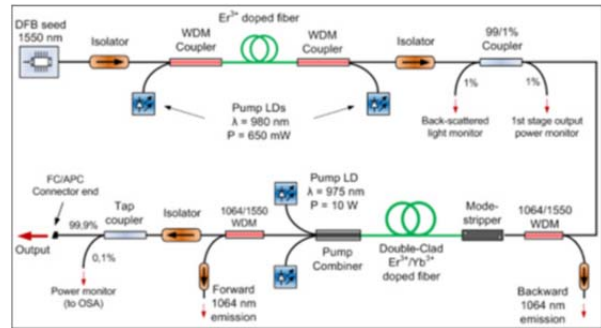 DFB seed
1550 nm
Isolator
WDM
Coupler
Er³⁺ doped fiber
WDM
Coupler
Isolator
99/1%
Coupler
1%
1%
Pump LDs
λ = 980 nm
P = 650 mW
Back-scattered
light monitor
1st stage output
power monitor
FC/APC
Connector end
Tap
coupler
Isolator
1064/1550
WDM
Pump LD
λ = 975 nm
P = 10 W
Mode-
stripper
1064/1550
WDM
99,9%
Output
0,1%
Pump
Combiner
Double-Clad
Er³⁺/Yb³⁺
doped fiber
Power monitor
(to OSA)
Forward
1064 nm
emission
Backward
1064 nm
emission